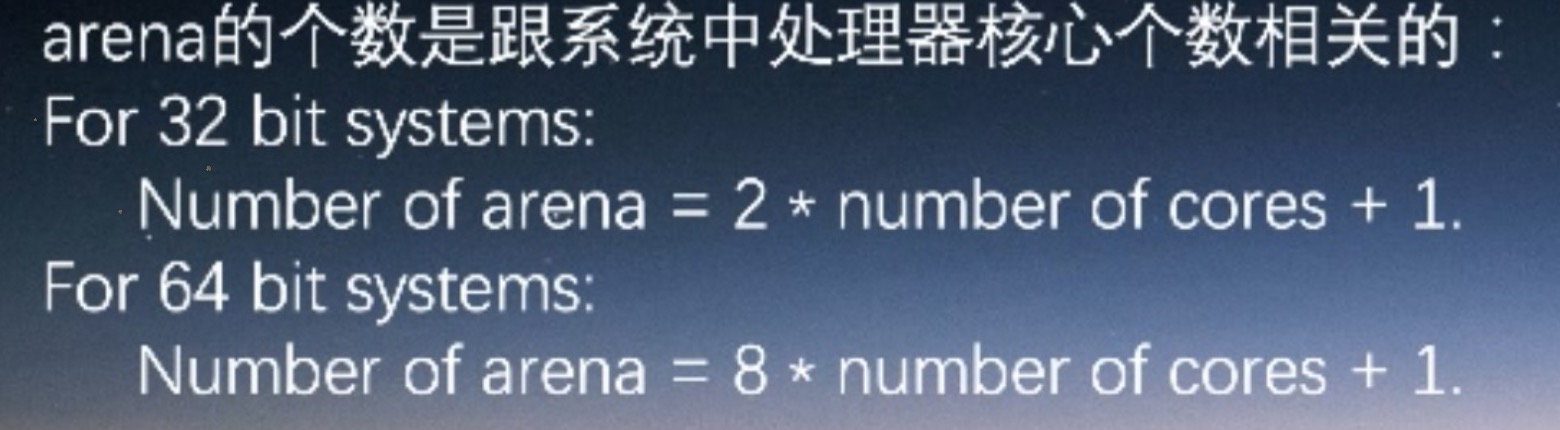 arena的个数是跟系统中处理器核心个数相关的：
For 32 bit systems:
Number of arena = 2 * number of cores + 1.
For 64 bit systems:
Number of arena = 8 * number of cores + 1.